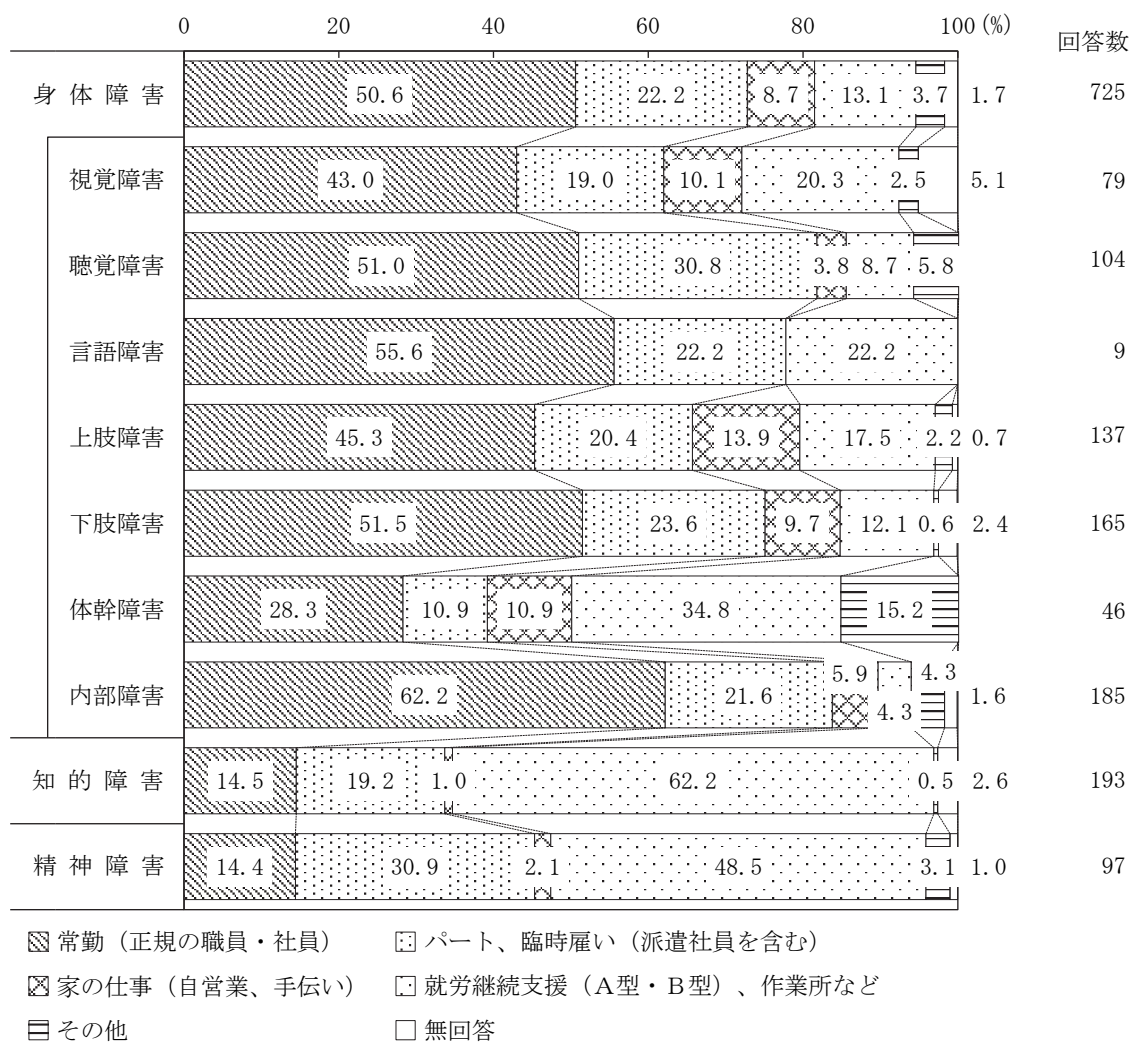 0 20 40 60 80 100 (%)
回答数
身体障害 50.6 22.2 8.7 13.1 3.7 1.7 725
視覚障害 43.0 19.0 10.1 20.3 2.5 5.1 79
聴覚障害 51.0 30.8 3.8 8.7 5.8 104
言語障害 55.6 22.2 22.2 9
上肢障害 45.3 20.4 13.9 17.5 2.2 0.7 137
下肢障害 51.5 23.6 9.7 12.1 0.6 2.4 165
体幹障害 28.3 10.9 10.9 34.8 15.2 46
内部障害 62.2 21.6 5.9 4.3 4.3 1.6 185
知的障害 14.5 19.2 1.0 62.2 0.5 2.6 193
精神障害 14.4 30.9 2.1 48.5 3.1 1.0 97
常勤（正規の職員・社員） パート、臨時雇い（派遣社員を含む）
家の仕事（自営業、手伝い） 就労継続支援（Ａ型・Ｂ型）、作業所など
その他 無回答